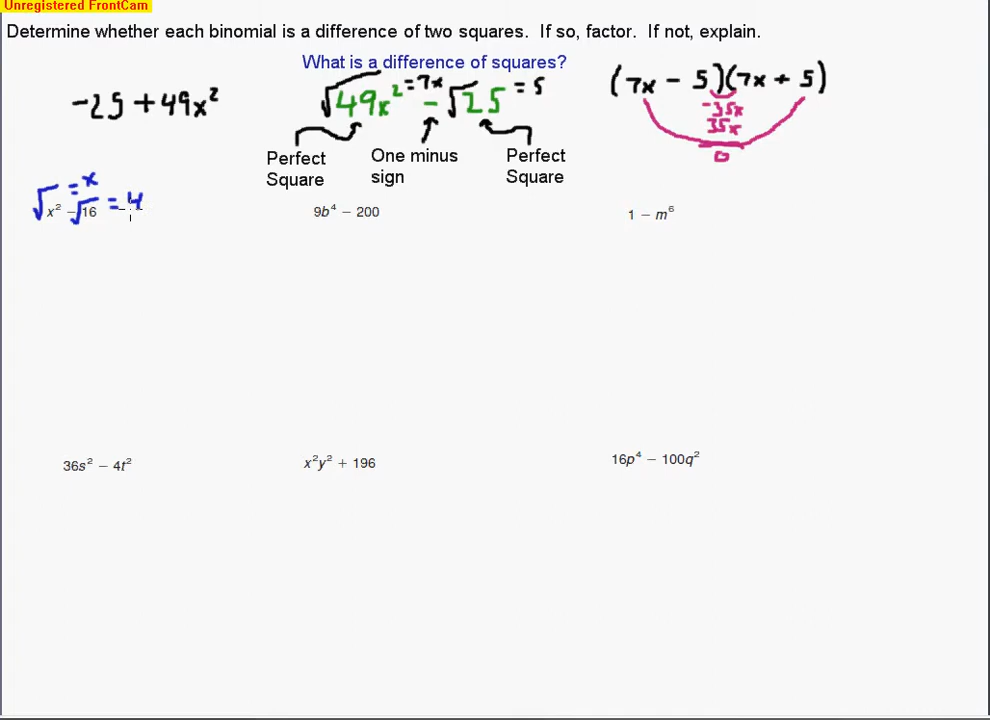 Unregistered FrontCam
Determine whether each binomial is a difference of two squares. If so, factor. If not, explain.
What is a difference of squares?
-25 + 49x²
√49x² = 7x - √25 = 5
(7x - 5)(7x + 5)
-35x
35x
0
Perfect Square
One minus sign
Perfect Square
√x² = x - √16 = 4
9b⁴ − 200
1 − m⁶
36s² − 4t²
x²y² + 196
16p⁴ − 100q²